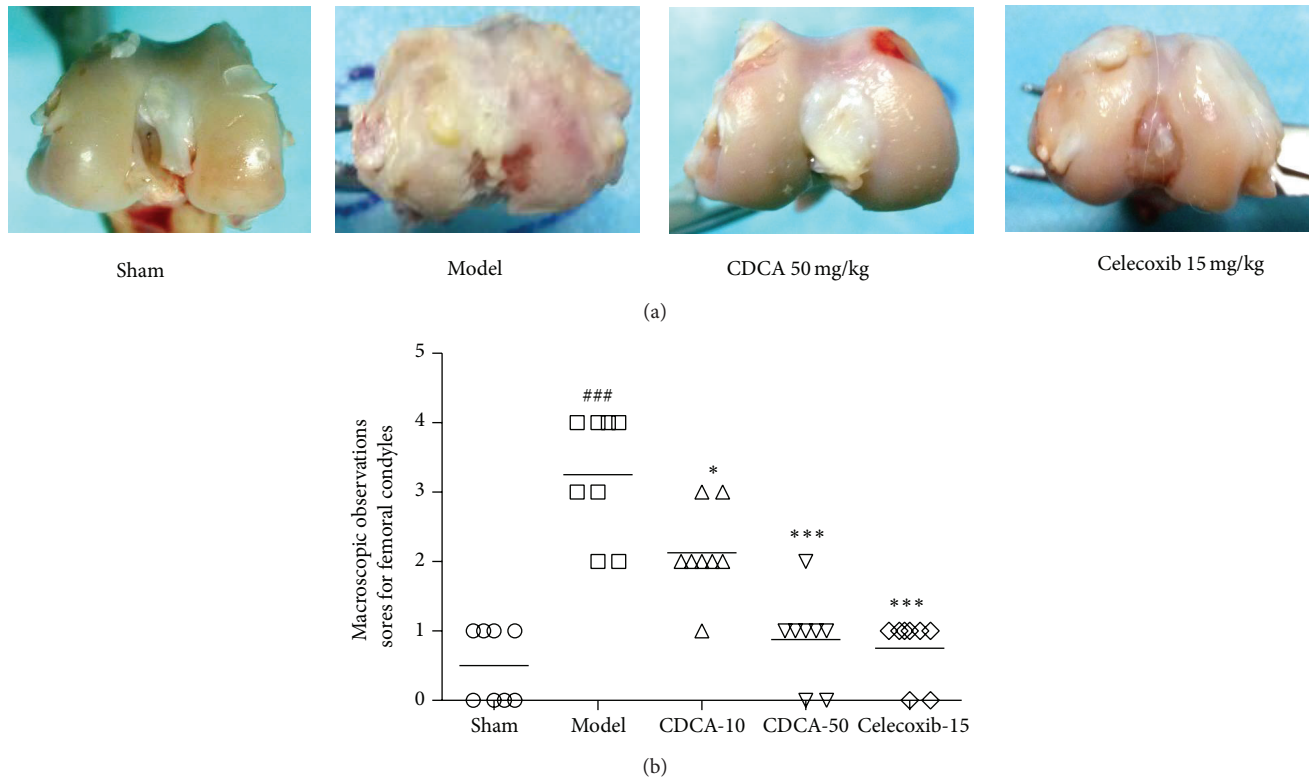 Sham
Model
CDCA 50 mg/kg
Celecoxib 15 mg/kg
(a)
Macroscopic observations
sores for femoral condyles
5
4
3
2
1
0
###
*
***
***
Sham
Model
CDCA-10
CDCA-50
Celecoxib-15
(b)